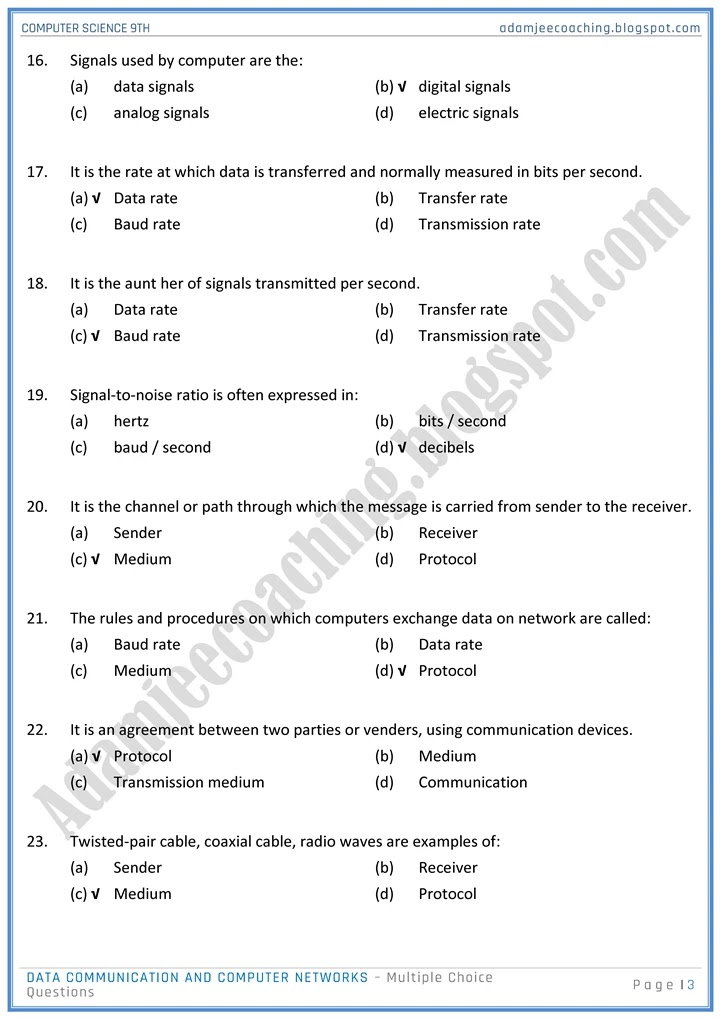 COMPUTER SCIENCE 9TH adamjeecoaching.blogspot.com
16. Signals used by computer are the:
(a) data signals (b) √ digital signals
(c) analog signals (d) electric signals
17. It is the rate at which data is transferred and normally measured in bits per second.
(a) √ Data rate (b) Transfer rate
(c) Baud rate (d) Transmission rate
18. It is the aunt her of signals transmitted per second.
(a) Data rate (b) Transfer rate
(c) √ Baud rate (d) Transmission rate
19. Signal-to-noise ratio is often expressed in:
(a) hertz (b) bits / second
(c) baud / second (d) √ decibels
20. It is the channel or path through which the message is carried from sender to the receiver.
(a) Sender (b) Receiver
(c) √ Medium (d) Protocol
21. The rules and procedures on which computers exchange data on network are called:
(a) Baud rate (b) Data rate
(c) Medium (d) √ Protocol
22. It is an agreement between two parties or venders, using communication devices.
(a) √ Protocol (b) Medium
(c) Transmission medium (d) Communication
23. Twisted-pair cable, coaxial cable, radio waves are examples of:
(a) Sender (b) Receiver
(c) √ Medium (d) Protocol
Adamjeecoaching.blogspot.com
DATA COMMUNICATION AND COMPUTER NETWORKS – Multiple Choice
Questions
Page | 3